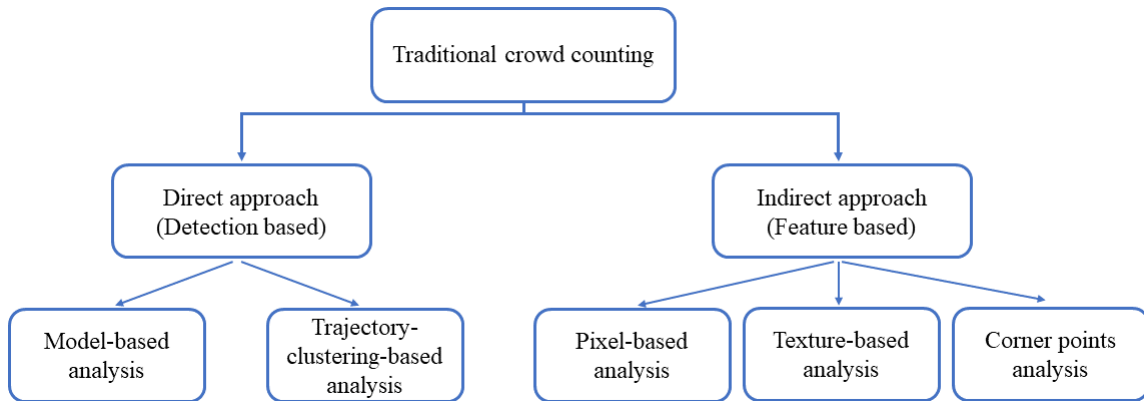 Traditional crowd counting
Direct approach
(Detection based)
Indirect approach
(Feature based)
Model-based
analysis
Trajectory-
clustering-based
analysis
Pixel-based
analysis
Texture-based
analysis
Corner points
analysis